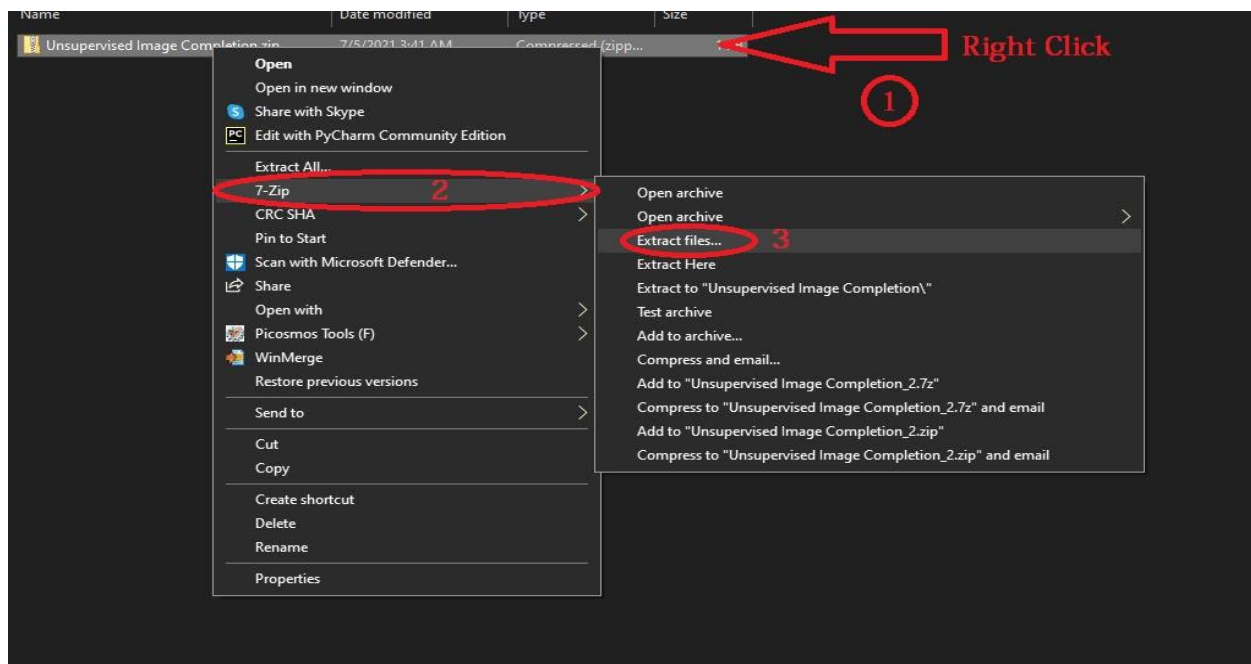 Name Date modified Type Size
Unsupervised Image Completion.zip 7/5/2021 3:41 AM Compressed (zipp...
Right Click
1
Open
Open in new window
Share with Skype
PC Edit with PyCharm Community Edition
Extract All...
7-Zip 2
CRC SHA
Pin to Start
Scan with Microsoft Defender...
Share
Open with
Picosmos Tools (F)
WinMerge
Restore previous versions
Send to
Cut
Copy
Create shortcut
Delete
Rename
Properties
Open archive
Open archive
Extract files... 3
Extract Here
Extract to "Unsupervised Image Completion\"
Test archive
Add to archive...
Compress and email...
Add to "Unsupervised Image Completion_2.7z"
Compress to "Unsupervised Image Completion_2.7z" and email
Add to "Unsupervised Image Completion_2.zip"
Compress to "Unsupervised Image Completion_2.zip" and email